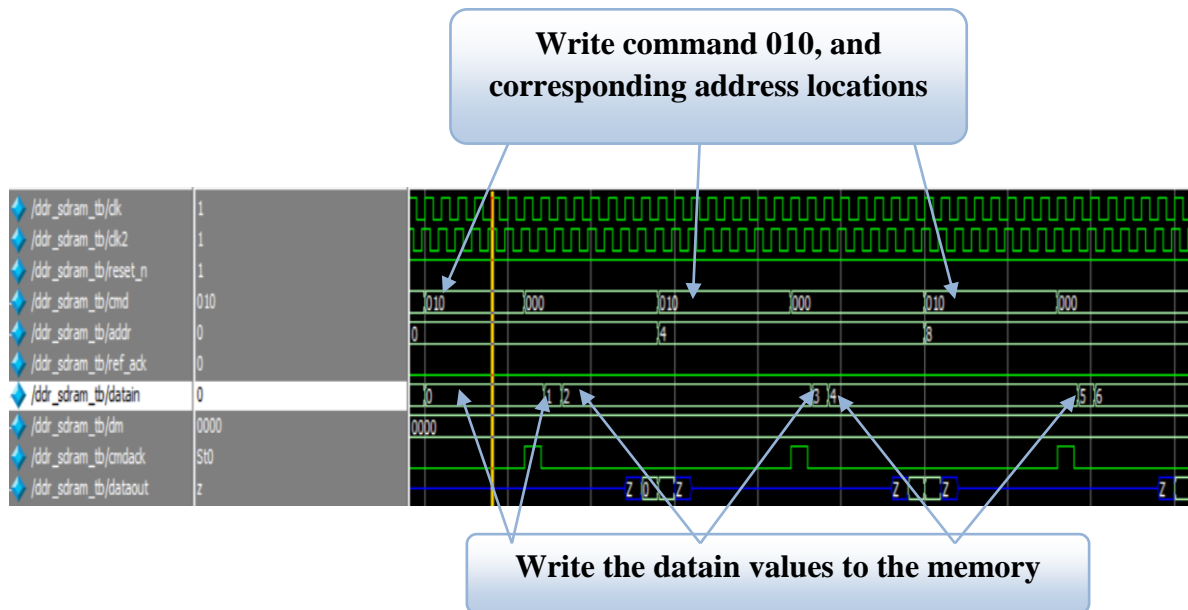 Write command 010, and
corresponding address locations
/ddr_sdram_tb/clk 1
/ddr_sdram_tb/clk2 1
/ddr_sdram_tb/reset_n 1
/ddr_sdram_tb/cmd 010 010 000 010 000 010 000
/ddr_sdram_tb/addr 0 0 4 8
/ddr_sdram_tb/ref_ack 0
/ddr_sdram_tb/datain 0 0 1 2 3 4 5 6
/ddr_sdram_tb/dm 0000 0000
/ddr_sdram_tb/cmdack St0
/ddr_sdram_tb/dataout z Z 0 Z Z Z Z
Write the datain values to the memory